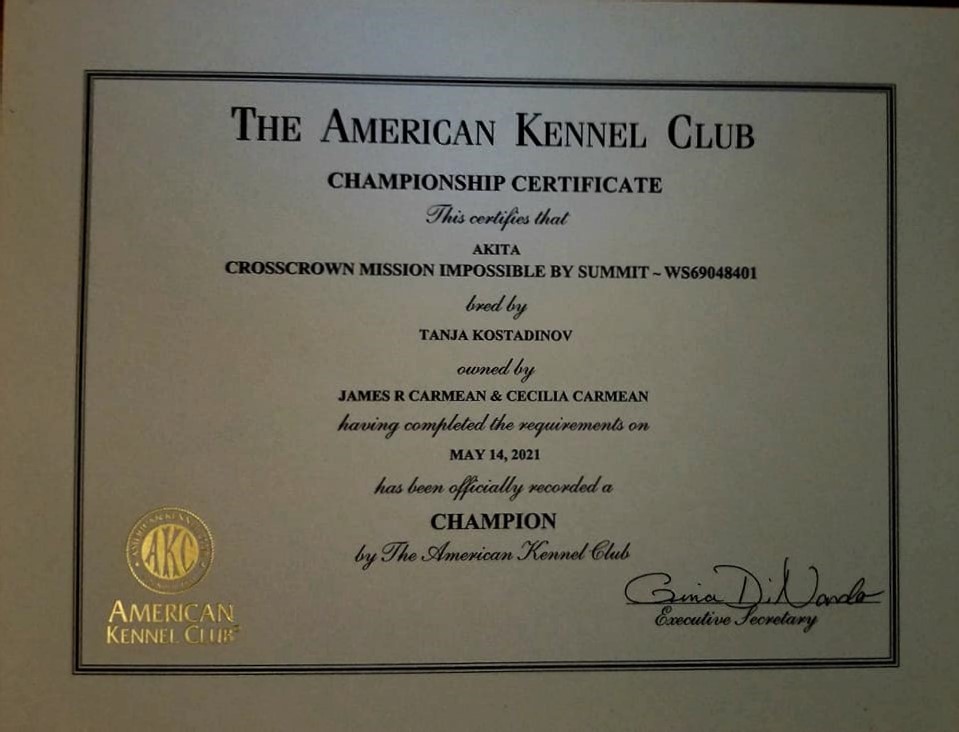 THE AMERICAN KENNEL CLUB
CHAMPIONSHIP CERTIFICATE
This certifies that
AKITA
CROSSCROWN MISSION IMPOSSIBLE BY SUMMIT ~ WS69048401
bred by
TANJA KOSTADINOV
owned by
JAMES R CARMEAN & CECILIA CARMEAN
having completed the requirements on
MAY 14, 2021
has been officially recorded a
CHAMPION
by The American Kennel Club
Gina DiNardo
Executive Secretary
AKC
AMERICAN
KENNEL CLUB